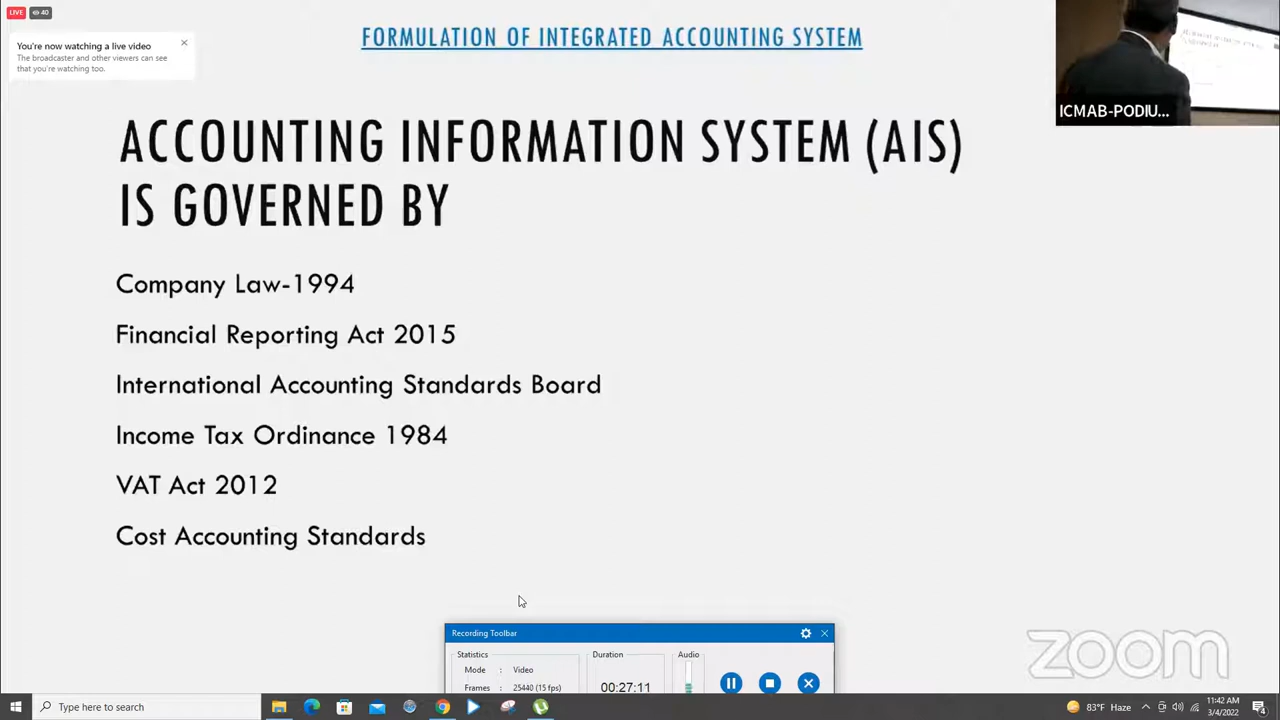 LIVE 40
You're now watching a live video
The broadcaster and other viewers can see
that you're watching too.
FORMULATION OF INTEGRATED ACCOUNTING SYSTEM
ICMAB-PODIU...
ACCOUNTING INFORMATION SYSTEM (AIS)
IS GOVERNED BY
Company Law-1994
Financial Reporting Act 2015
International Accounting Standards Board
Income Tax Ordinance 1984
VAT Act 2012
Cost Accounting Standards
Recording Toolbar
Statistics Duration Audio
Mode : Video
Frames : 25440 (15 fps) 00:27:11
zoom
Type here to search
83°F Haze
11:42 AM
3/4/2022
4